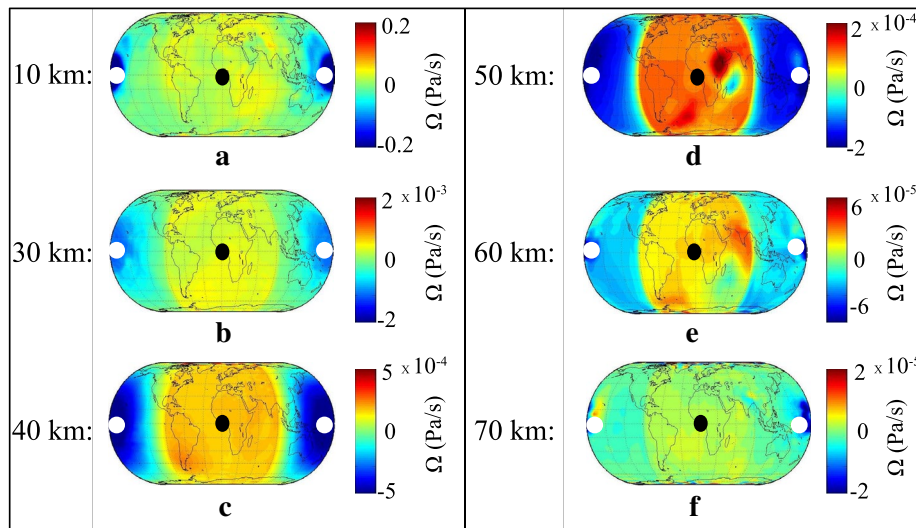 10 km:
0.2
0
-0.2
Ω (Pa/s)
a
30 km:
2 × 10⁻³
0
-2
Ω (Pa/s)
b
40 km:
5 × 10⁻⁴
0
-5
Ω (Pa/s)
c
50 km:
2 × 10⁻⁴
0
-2
Ω (Pa/s)
d
60 km:
6 × 10⁻⁵
0
-6
Ω (Pa/s)
e
70 km:
2 × 10⁻⁵
0
-2
Ω (Pa/s)
f